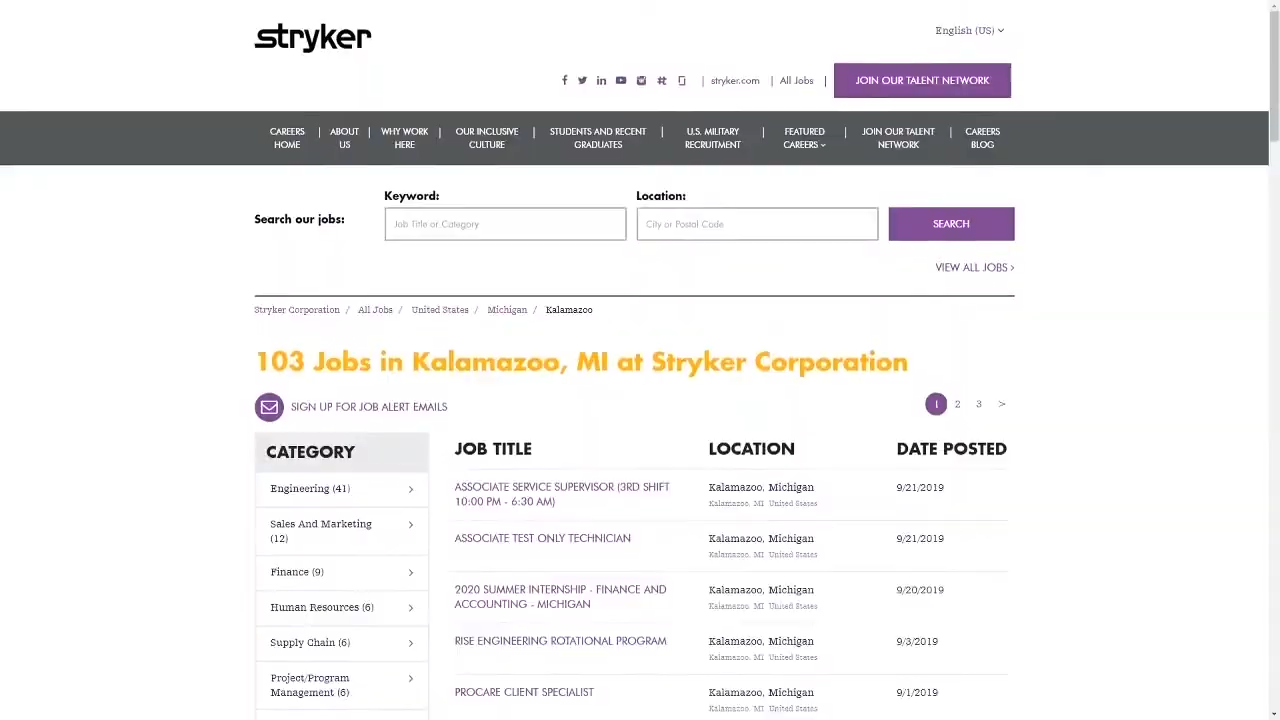 stryker
English (US)
| stryker.com | All Jobs | JOIN OUR TALENT NETWORK
CAREERS HOME | ABOUT US | WHY WORK HERE | OUR INCLUSIVE CULTURE | STUDENTS AND RECENT GRADUATES | U.S. MILITARY RECRUITMENT | FEATURED CAREERS | JOIN OUR TALENT NETWORK | CAREERS BLOG
Search our jobs:
Keyword:
Job Title or Category
Location:
City or Postal Code
SEARCH
VIEW ALL JOBS >
Stryker Corporation / All Jobs / United States / Michigan / Kalamazoo
103 Jobs in Kalamazoo, MI at Stryker Corporation
SIGN UP FOR JOB ALERT EMAILS
1 2 3 >
CATEGORY
Engineering (41)
Sales And Marketing
(12)
Finance (9)
Human Resources (6)
Supply Chain (6)
Project/Program
Management (6)
JOB TITLE LOCATION DATE POSTED
ASSOCIATE SERVICE SUPERVISOR (3RD SHIFT
10:00 PM - 6:30 AM)
Kalamazoo, Michigan
Kalamazoo, MI United States
9/21/2019
ASSOCIATE TEST ONLY TECHNICIAN
Kalamazoo, Michigan
Kalamazoo, MI United States
9/21/2019
2020 SUMMER INTERNSHIP - FINANCE AND
ACCOUNTING - MICHIGAN
Kalamazoo, Michigan
Kalamazoo, MI United States
9/20/2019
RISE ENGINEERING ROTATIONAL PROGRAM
Kalamazoo, Michigan
Kalamazoo, MI United States
9/3/2019
PROCARE CLIENT SPECIALIST
Kalamazoo, Michigan
Kalamazoo, MI United States
9/1/2019